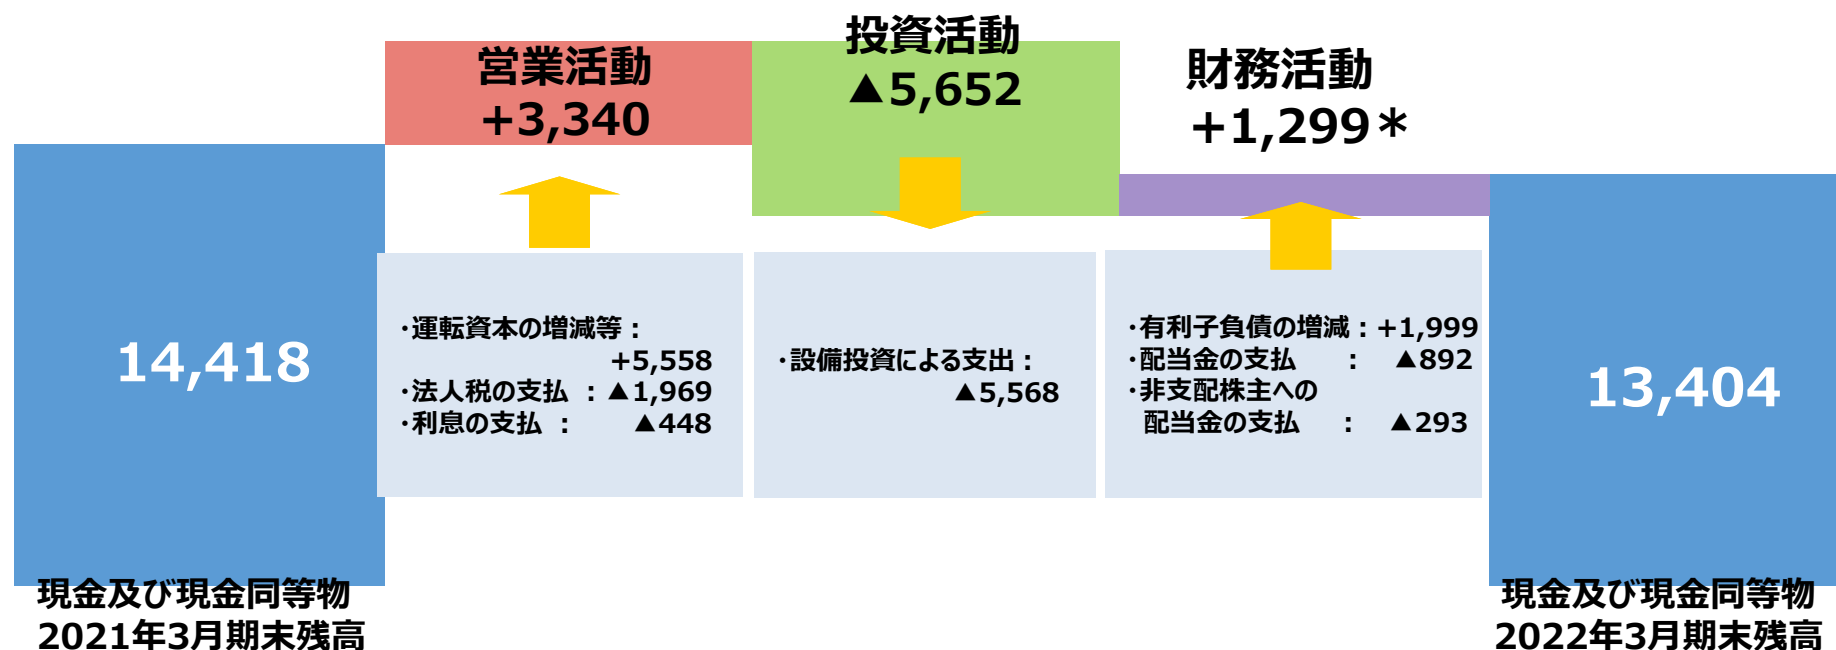 営業活動
+3,340
投資活動
▲5,652
財務活動
+1,299＊
14,418
・運転資本の増減等：
+5,558
・法人税の支払 ：▲1,969
・利息の支払 ： ▲448
・設備投資による支出：
▲5,568
・有利子負債の増減：+1,999
・配当金の支払 ： ▲892
・非支配株主への
配当金の支払 ： ▲293
13,404
現金及び現金同等物
2021年3月期末残高
現金及び現金同等物
2022年3月期末残高